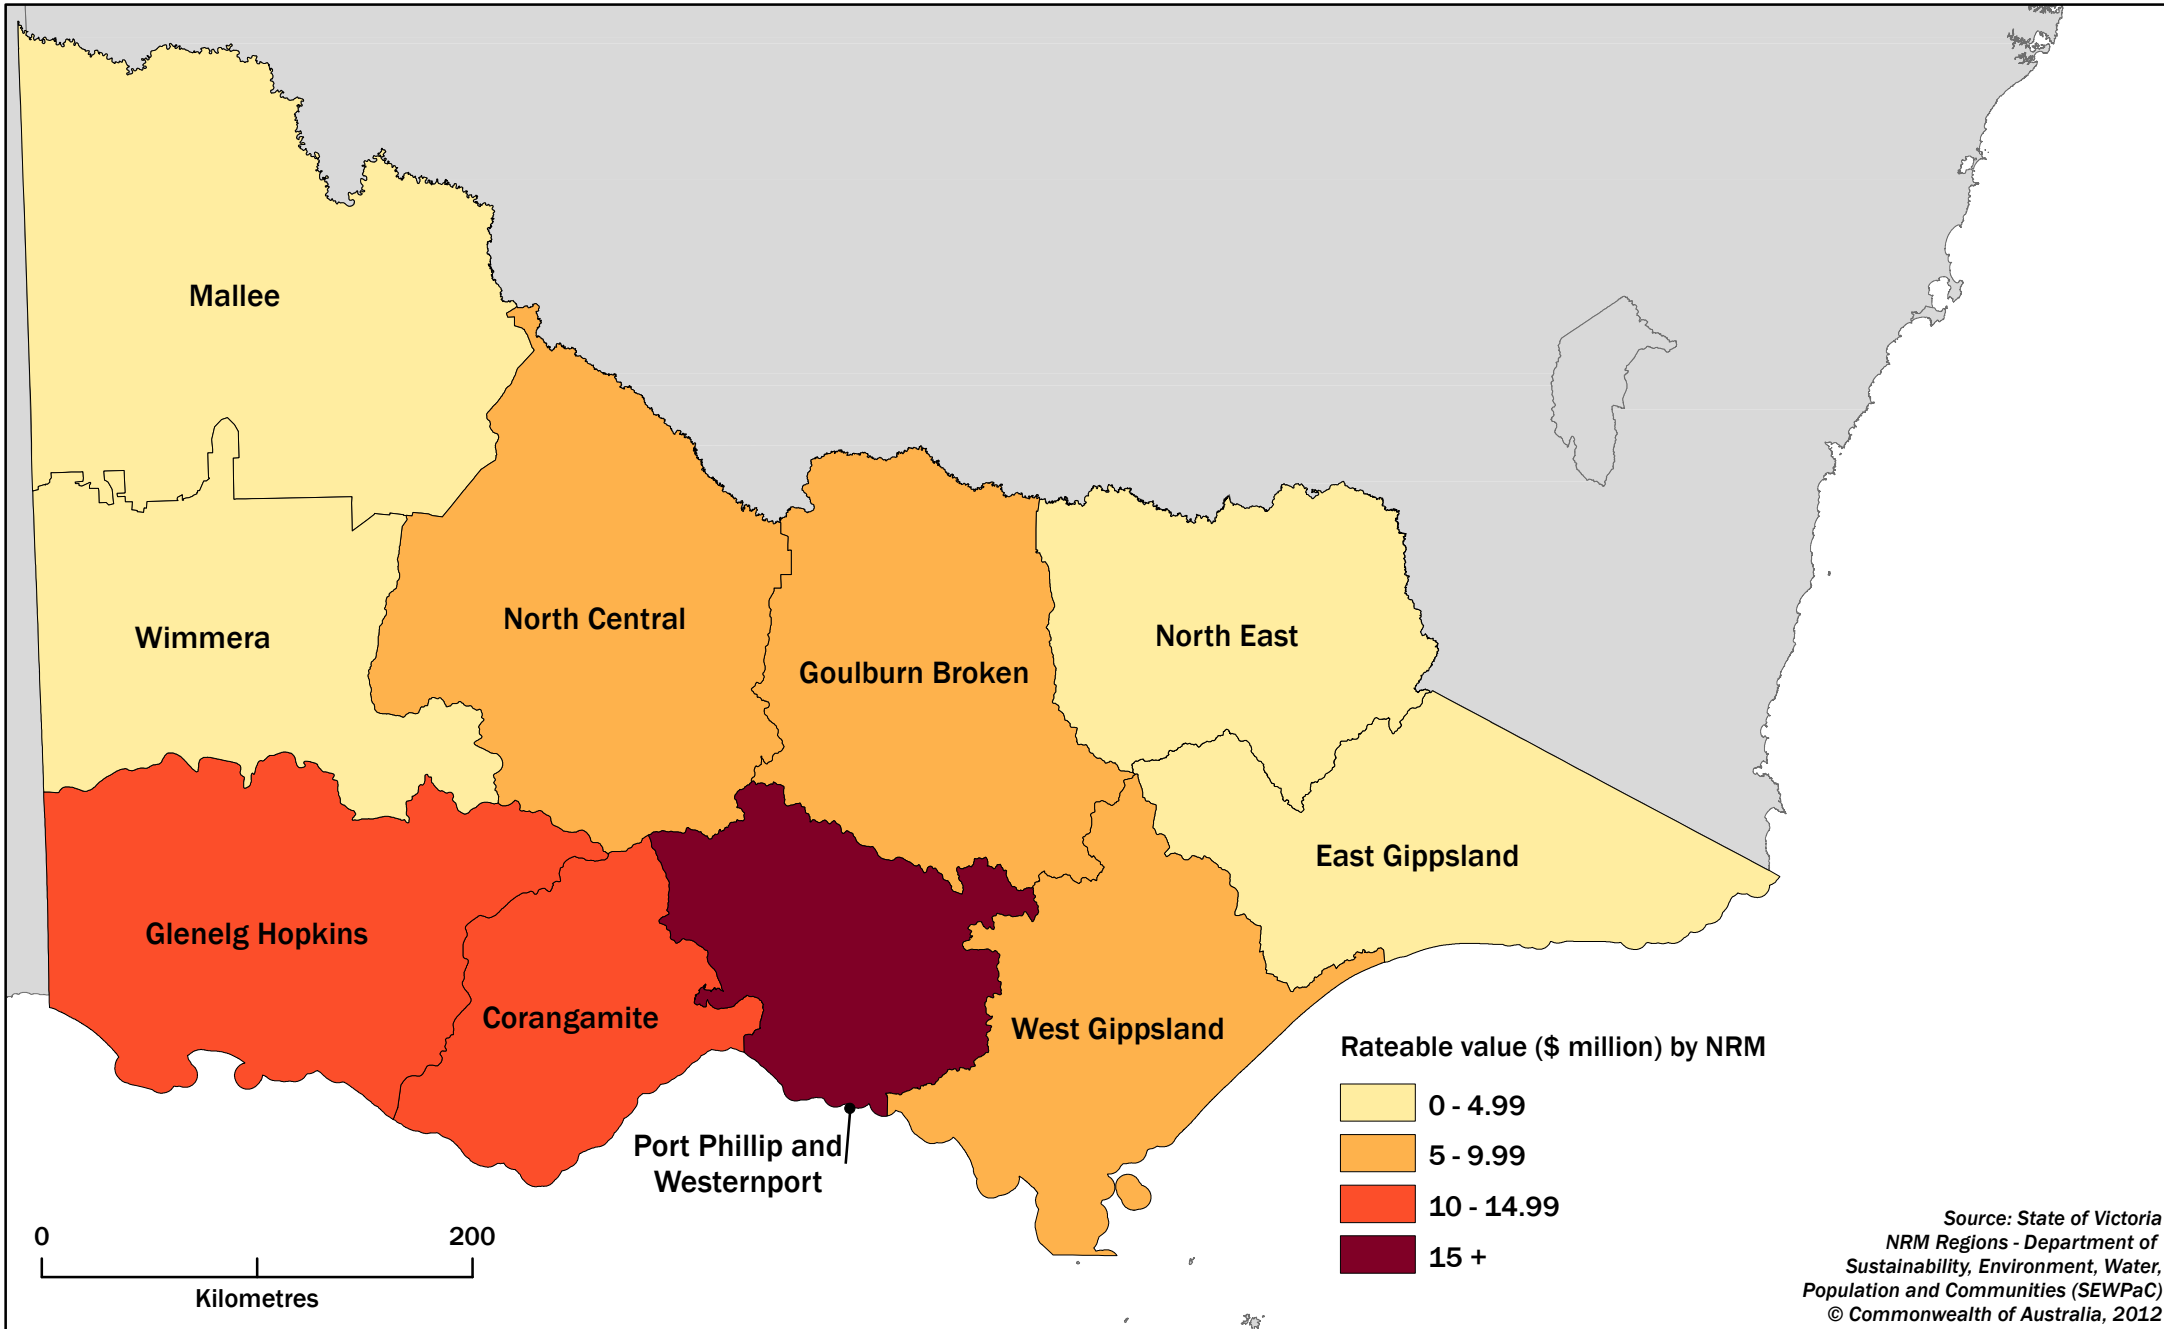 Mallee
Wimmera
North Central
Goulburn Broken
North East
East Gippsland
Glenelg Hopkins
Corangamite
West Gippsland
Port Phillip and
Westernport
Rateable value ($ million) by NRM
0 - 4.99
5 - 9.99
10 - 14.99
15 +
0 200
Kilometres
Source: State of Victoria
NRM Regions - Department of
Sustainability, Environment, Water,
Population and Communities (SEWPaC)
© Commonwealth of Australia, 2012